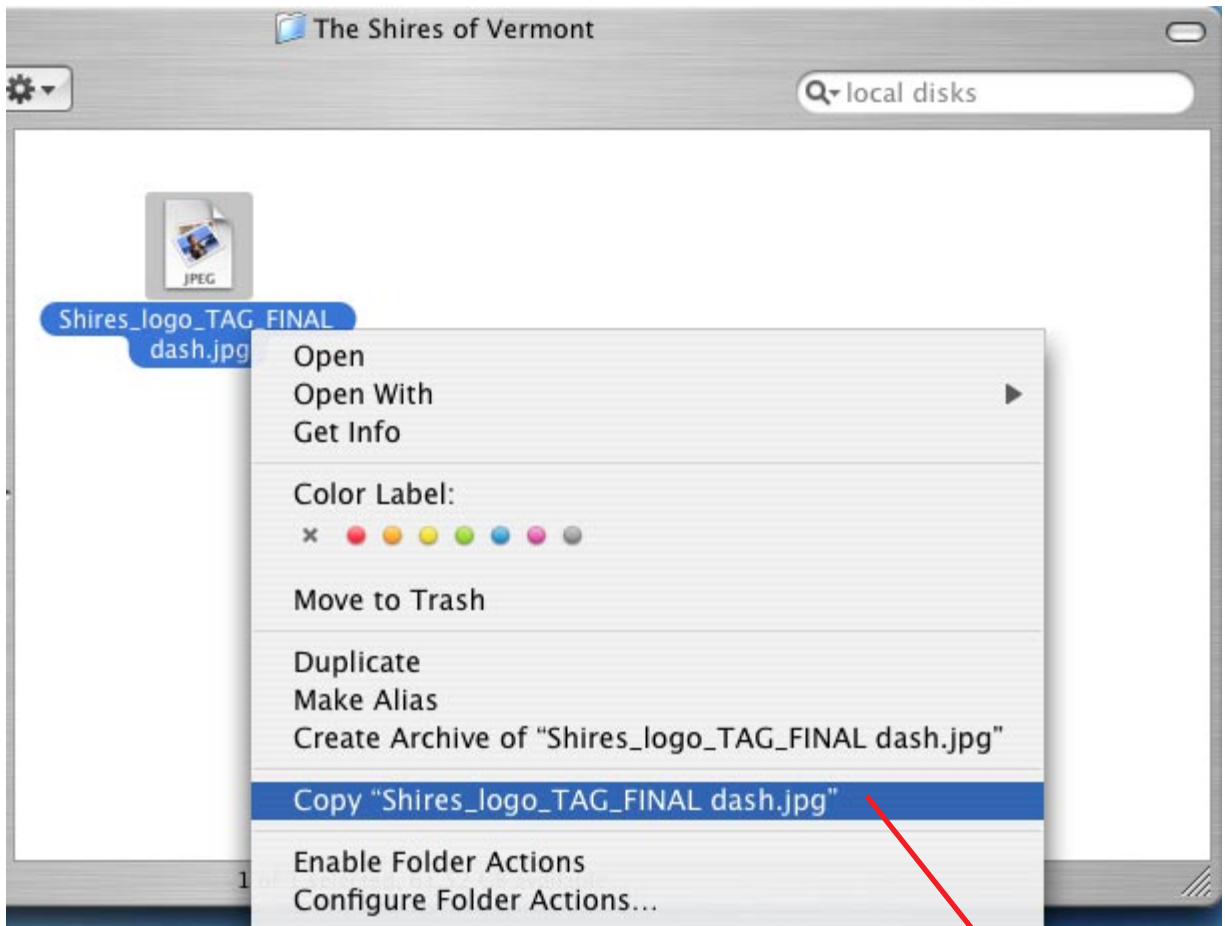 The Shires of Vermont
local disks
JPEG
Shires_logo_TAG_FINAL
dash.jpg
Open
Open With
Get Info
Color Label:
Move to Trash
Duplicate
Make Alias
Create Archive of “Shires_logo_TAG_FINAL dash.jpg”
Copy “Shires_logo_TAG_FINAL dash.jpg”
Enable Folder Actions
1
Configure Folder Actions...